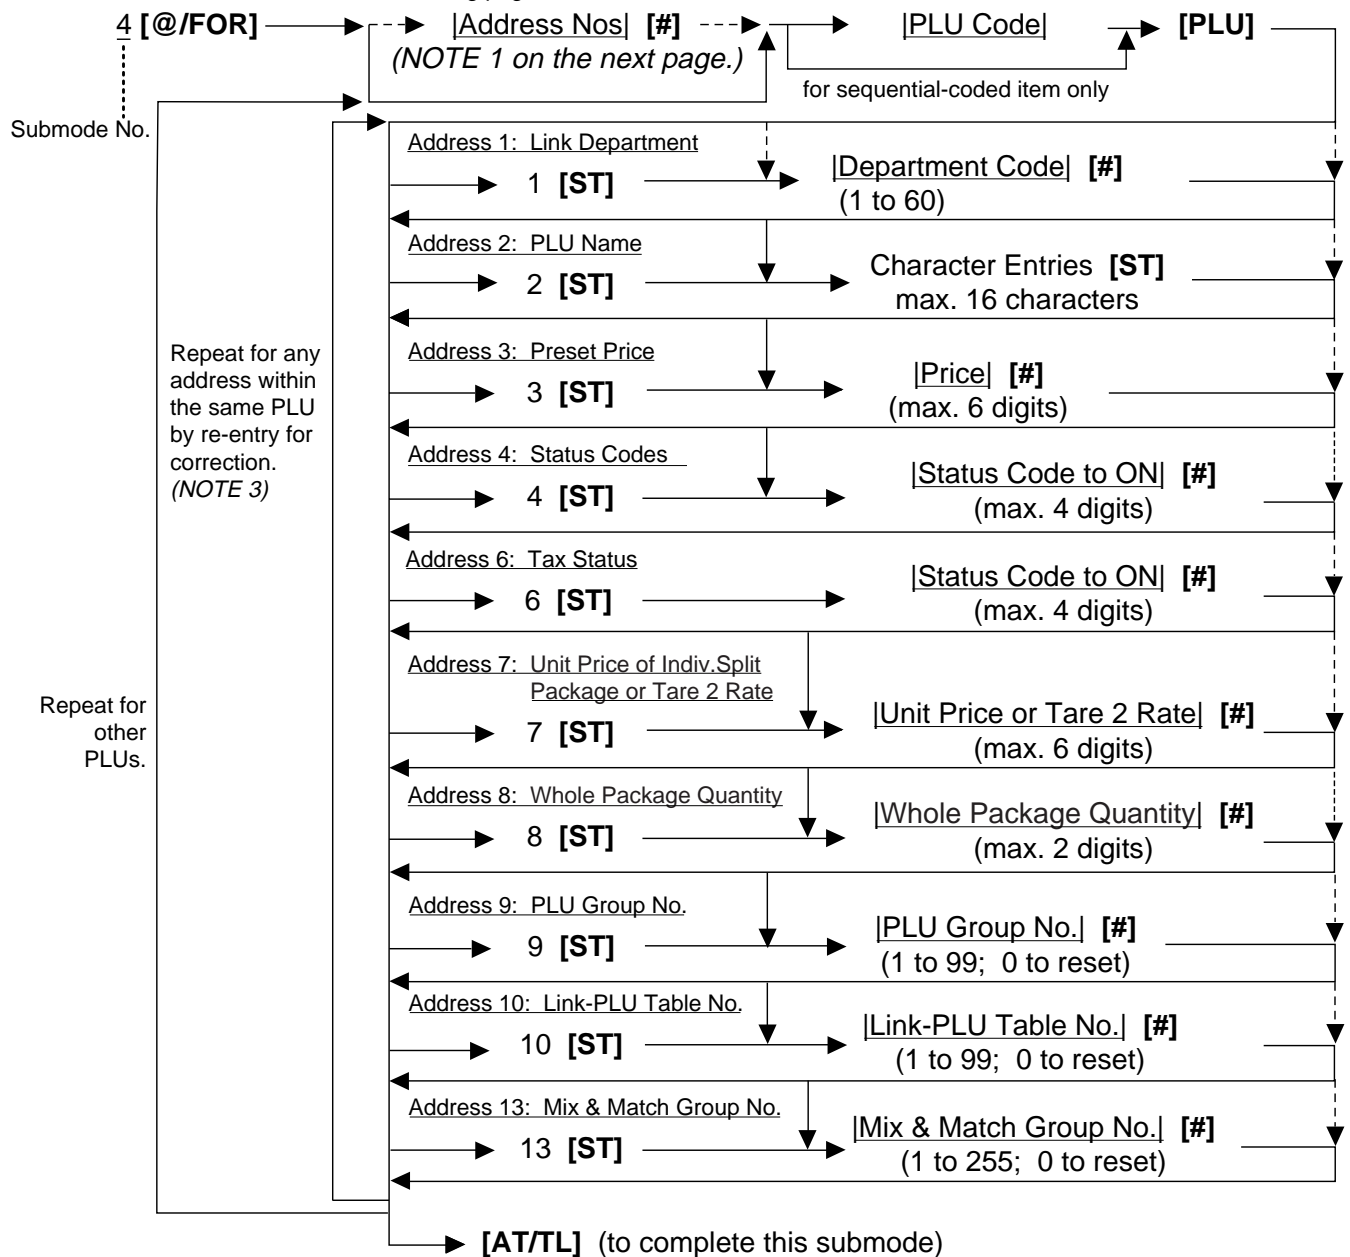 4 [@/FOR] |Address Nos| [#] |PLU Code| [PLU]
(NOTE 1 on the next page.)
for sequential-coded item only
Submode No.
Address 1: Link Department
1 [ST] |Department Code| [#]
(1 to 60)
Address 2: PLU Name
2 [ST] Character Entries [ST]
max. 16 characters
Repeat for any
address within
the same PLU
by re-entry for
correction.
(NOTE 3)
Address 3: Preset Price
3 [ST] |Price| [#]
(max. 6 digits)
Address 4: Status Codes
4 [ST] |Status Code to ON| [#]
(max. 4 digits)
Address 6: Tax Status
6 [ST] |Status Code to ON| [#]
(max. 4 digits)
Repeat for
other
PLUs.
Address 7: Unit Price of Indiv.Split
Package or Tare 2 Rate
7 [ST] |Unit Price or Tare 2 Rate| [#]
(max. 6 digits)
Address 8: Whole Package Quantity
8 [ST] |Whole Package Quantity| [#]
(max. 2 digits)
Address 9: PLU Group No.
9 [ST] |PLU Group No.| [#]
(1 to 99; 0 to reset)
Address 10: Link-PLU Table No.
10 [ST] |Link-PLU Table No.| [#]
(1 to 99; 0 to reset)
Address 13: Mix & Match Group No.
13 [ST] |Mix & Match Group No.| [#]
(1 to 255; 0 to reset)
[AT/TL] (to complete this submode)